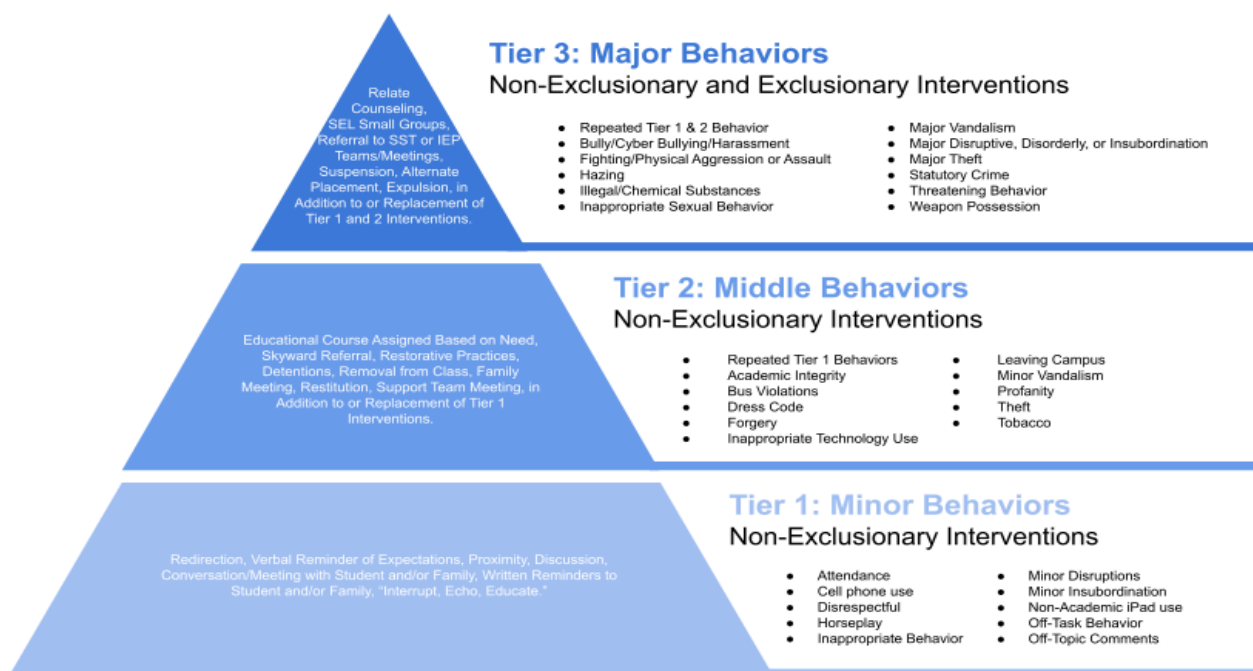 Tier 3: Major Behaviors
Non-Exclusionary and Exclusionary Interventions
Relate
Counseling,
SEL Small Groups,
Referral to SST or IEP
Teams/Meetings,
Suspension, Alternate
Placement, Expulsion, in
Addition to or Replacement of
Tier 1 and 2 Interventions.
● Repeated Tier 1 & 2 Behavior
● Bully/Cyber Bullying/Harassment
● Fighting/Physical Aggression or Assault
● Hazing
● Illegal/Chemical Substances
● Inappropriate Sexual Behavior
● Major Vandalism
● Major Disruptive, Disorderly, or Insubordination
● Major Theft
● Statutory Crime
● Threatening Behavior
● Weapon Possession
Tier 2: Middle Behaviors
Non-Exclusionary Interventions
Educational Course Assigned Based on Need,
Skyward Referral, Restorative Practices,
Detentions, Removal from Class, Family
Meeting, Restitution, Support Team Meeting, in
Addition to or Replacement of Tier 1
Interventions.
● Repeated Tier 1 Behaviors
● Academic Integrity
● Bus Violations
● Dress Code
● Forgery
● Inappropriate Technology Use
● Leaving Campus
● Minor Vandalism
● Profanity
● Theft
● Tobacco
Tier 1: Minor Behaviors
Non-Exclusionary Interventions
Redirection, Verbal Reminder of Expectations, Proximity, Discussion,
Conversation/Meeting with Student and/or Family, Written Reminders to
Student and/or Family, “Interrupt, Echo, Educate.”
● Attendance
● Cell phone use
● Disrespectful
● Horseplay
● Inappropriate Behavior
● Minor Disruptions
● Minor Insubordination
● Non-Academic iPad use
● Off-Task Behavior
● Off-Topic Comments